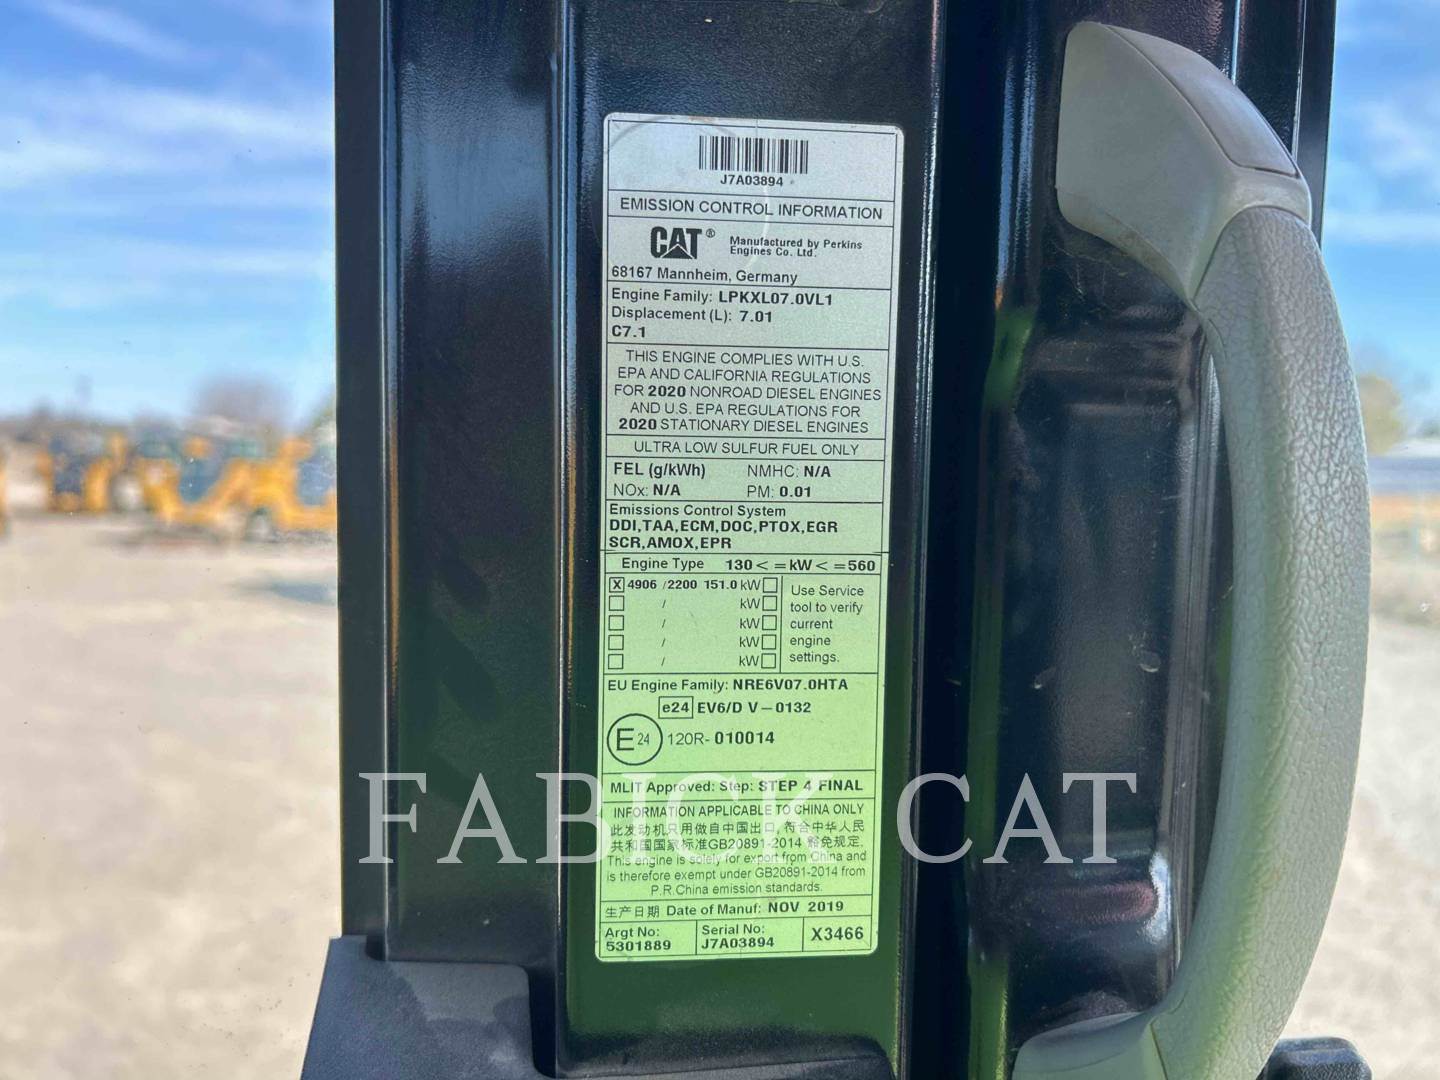 J7A03894
EMISSION CONTROL INFORMATION
CAT® Manufactured by Perkins
Engines Co. Ltd.
68167 Mannheim, Germany
Engine Family: LPKXL07.0VL1
Displacement (L): 7.01
C7.1
THIS ENGINE COMPLIES WITH U.S.
EPA AND CALIFORNIA REGULATIONS
FOR 2020 NONROAD DIESEL ENGINES
AND U.S. EPA REGULATIONS FOR
2020 STATIONARY DIESEL ENGINES
ULTRA LOW SULFUR FUEL ONLY
FEL (g/kWh) NMHC: N/A
NOx: N/A PM: 0.01
Emissions Control System
DDI,TAA,ECM,DOC,PTOX,EGR
SCR,AMOX,EPR
Engine Type 130 < = kW < = 560
X 4906 / 2200 151.0 kW
/ kW
/ kW
/ kW
/ kW
Use Service
tool to verify
current
engine
settings.
EU Engine Family: NRE6V07.0HTA
e24 EV6/D V – 0132
E 24 120R- 010014
MLIT Approved: Step: STEP 4 FINAL
INFORMATION APPLICABLE TO CHINA ONLY
此发动机只用做自中国出口, 符合中华人民
共和国国家标准GB20891-2014 豁免规定.
This engine is solely for export from China and
is therefore exempt under GB20891-2014 from
P.R.China emission standards.
生产日期 Date of Manuf: NOV 2019
Argt No:
5301889
Serial No:
J7A03894
X3466
FABICK CAT